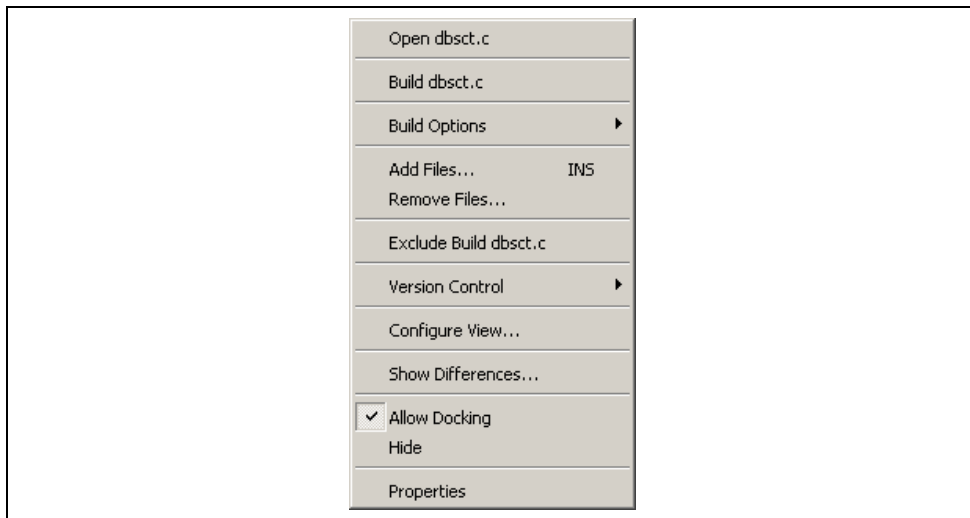 Open dbsct.c
Build dbsct.c
Build Options
Add Files... INS
Remove Files...
Exclude Build dbsct.c
Version Control
Configure View...
Show Differences...
Allow Docking
Hide
Properties